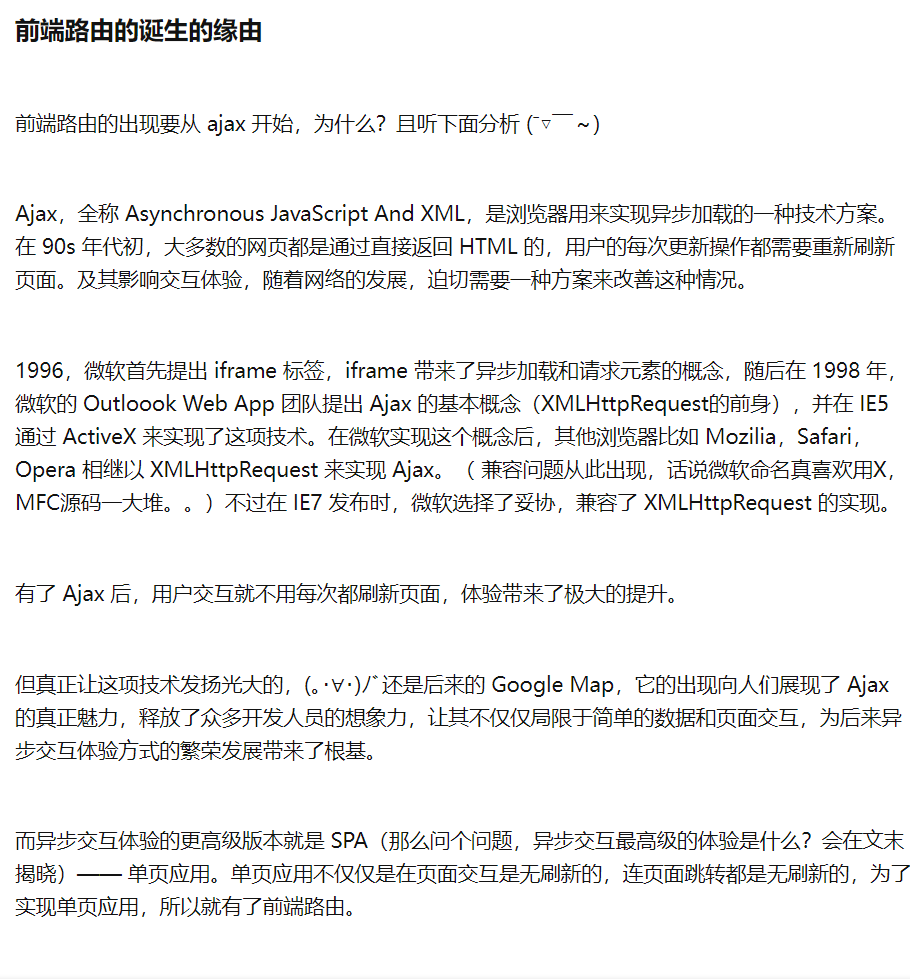 前端路由的诞生的缘由
前端路由的出现要从 ajax 开始，为什么？且听下面分析 (ˉ▽￣～)
Ajax，全称 Asynchronous JavaScript And XML，是浏览器用来实现异步加载的一种技术方案。
在 90s 年代初，大多数的网页都是通过直接返回 HTML 的，用户的每次更新操作都需要重新刷新
页面。及其影响交互体验，随着网络的发展，迫切需要一种方案来改善这种情况。
1996，微软首先提出 iframe 标签，iframe 带来了异步加载和请求元素的概念，随后在 1998 年，
微软的 Outloook Web App 团队提出 Ajax 的基本概念（XMLHttpRequest的前身），并在 IE5
通过 ActiveX 来实现了这项技术。在微软实现这个概念后，其他浏览器比如 Mozilia，Safari，
Opera 相继以 XMLHttpRequest 来实现 Ajax。（ 兼容问题从此出现，话说微软命名真喜欢用X，
MFC源码一大堆。。）不过在 IE7 发布时，微软选择了妥协，兼容了 XMLHttpRequest 的实现。
有了 Ajax 后，用户交互就不用每次都刷新页面，体验带来了极大的提升。
但真正让这项技术发扬光大的，(｡･∀･)ﾉﾞ还是后来的 Google Map，它的出现向人们展现了 Ajax
的真正魅力，释放了众多开发人员的想象力，让其不仅仅局限于简单的数据和页面交互，为后来异
步交互体验方式的繁荣发展带来了根基。
而异步交互体验的更高级版本就是 SPA（那么问个问题，异步交互最高级的体验是什么？会在文末
揭晓）—— 单页应用。单页应用不仅仅是在页面交互是无刷新的，连页面跳转都是无刷新的，为了
实现单页应用，所以就有了前端路由。